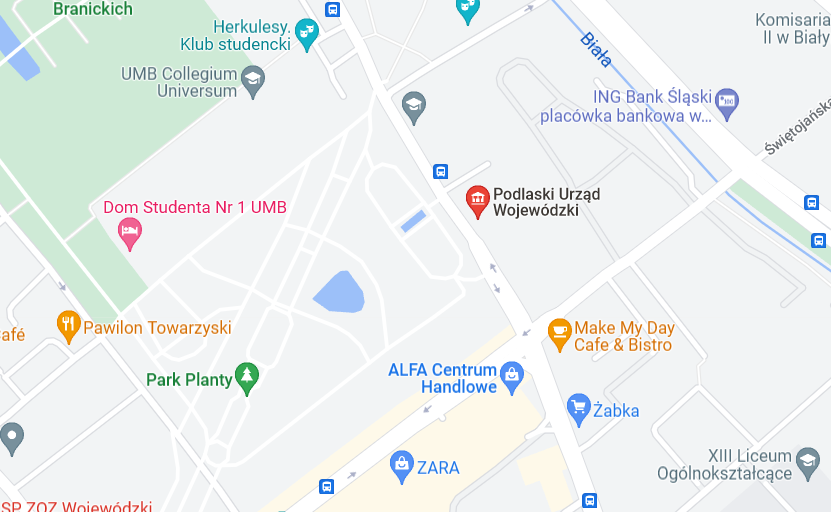 Branickich
Herkulesy.
Klub studencki
Komisaria
II w Biały
Biała
UMB Collegium
Universum
ING Bank Śląski
placówka bankowa w...
Świętojańska
Podlaski Urząd
Wojewódzki
Dom Studenta Nr 1 UMB
Café
Pawilon Towarzyski
Make My Day
Cafe & Bistro
Park Planty
ALFA Centrum
Handlowe
Żabka
ZARA
XIII Liceum
Ogólnokształcące
SP ZOZ Wojewódzki